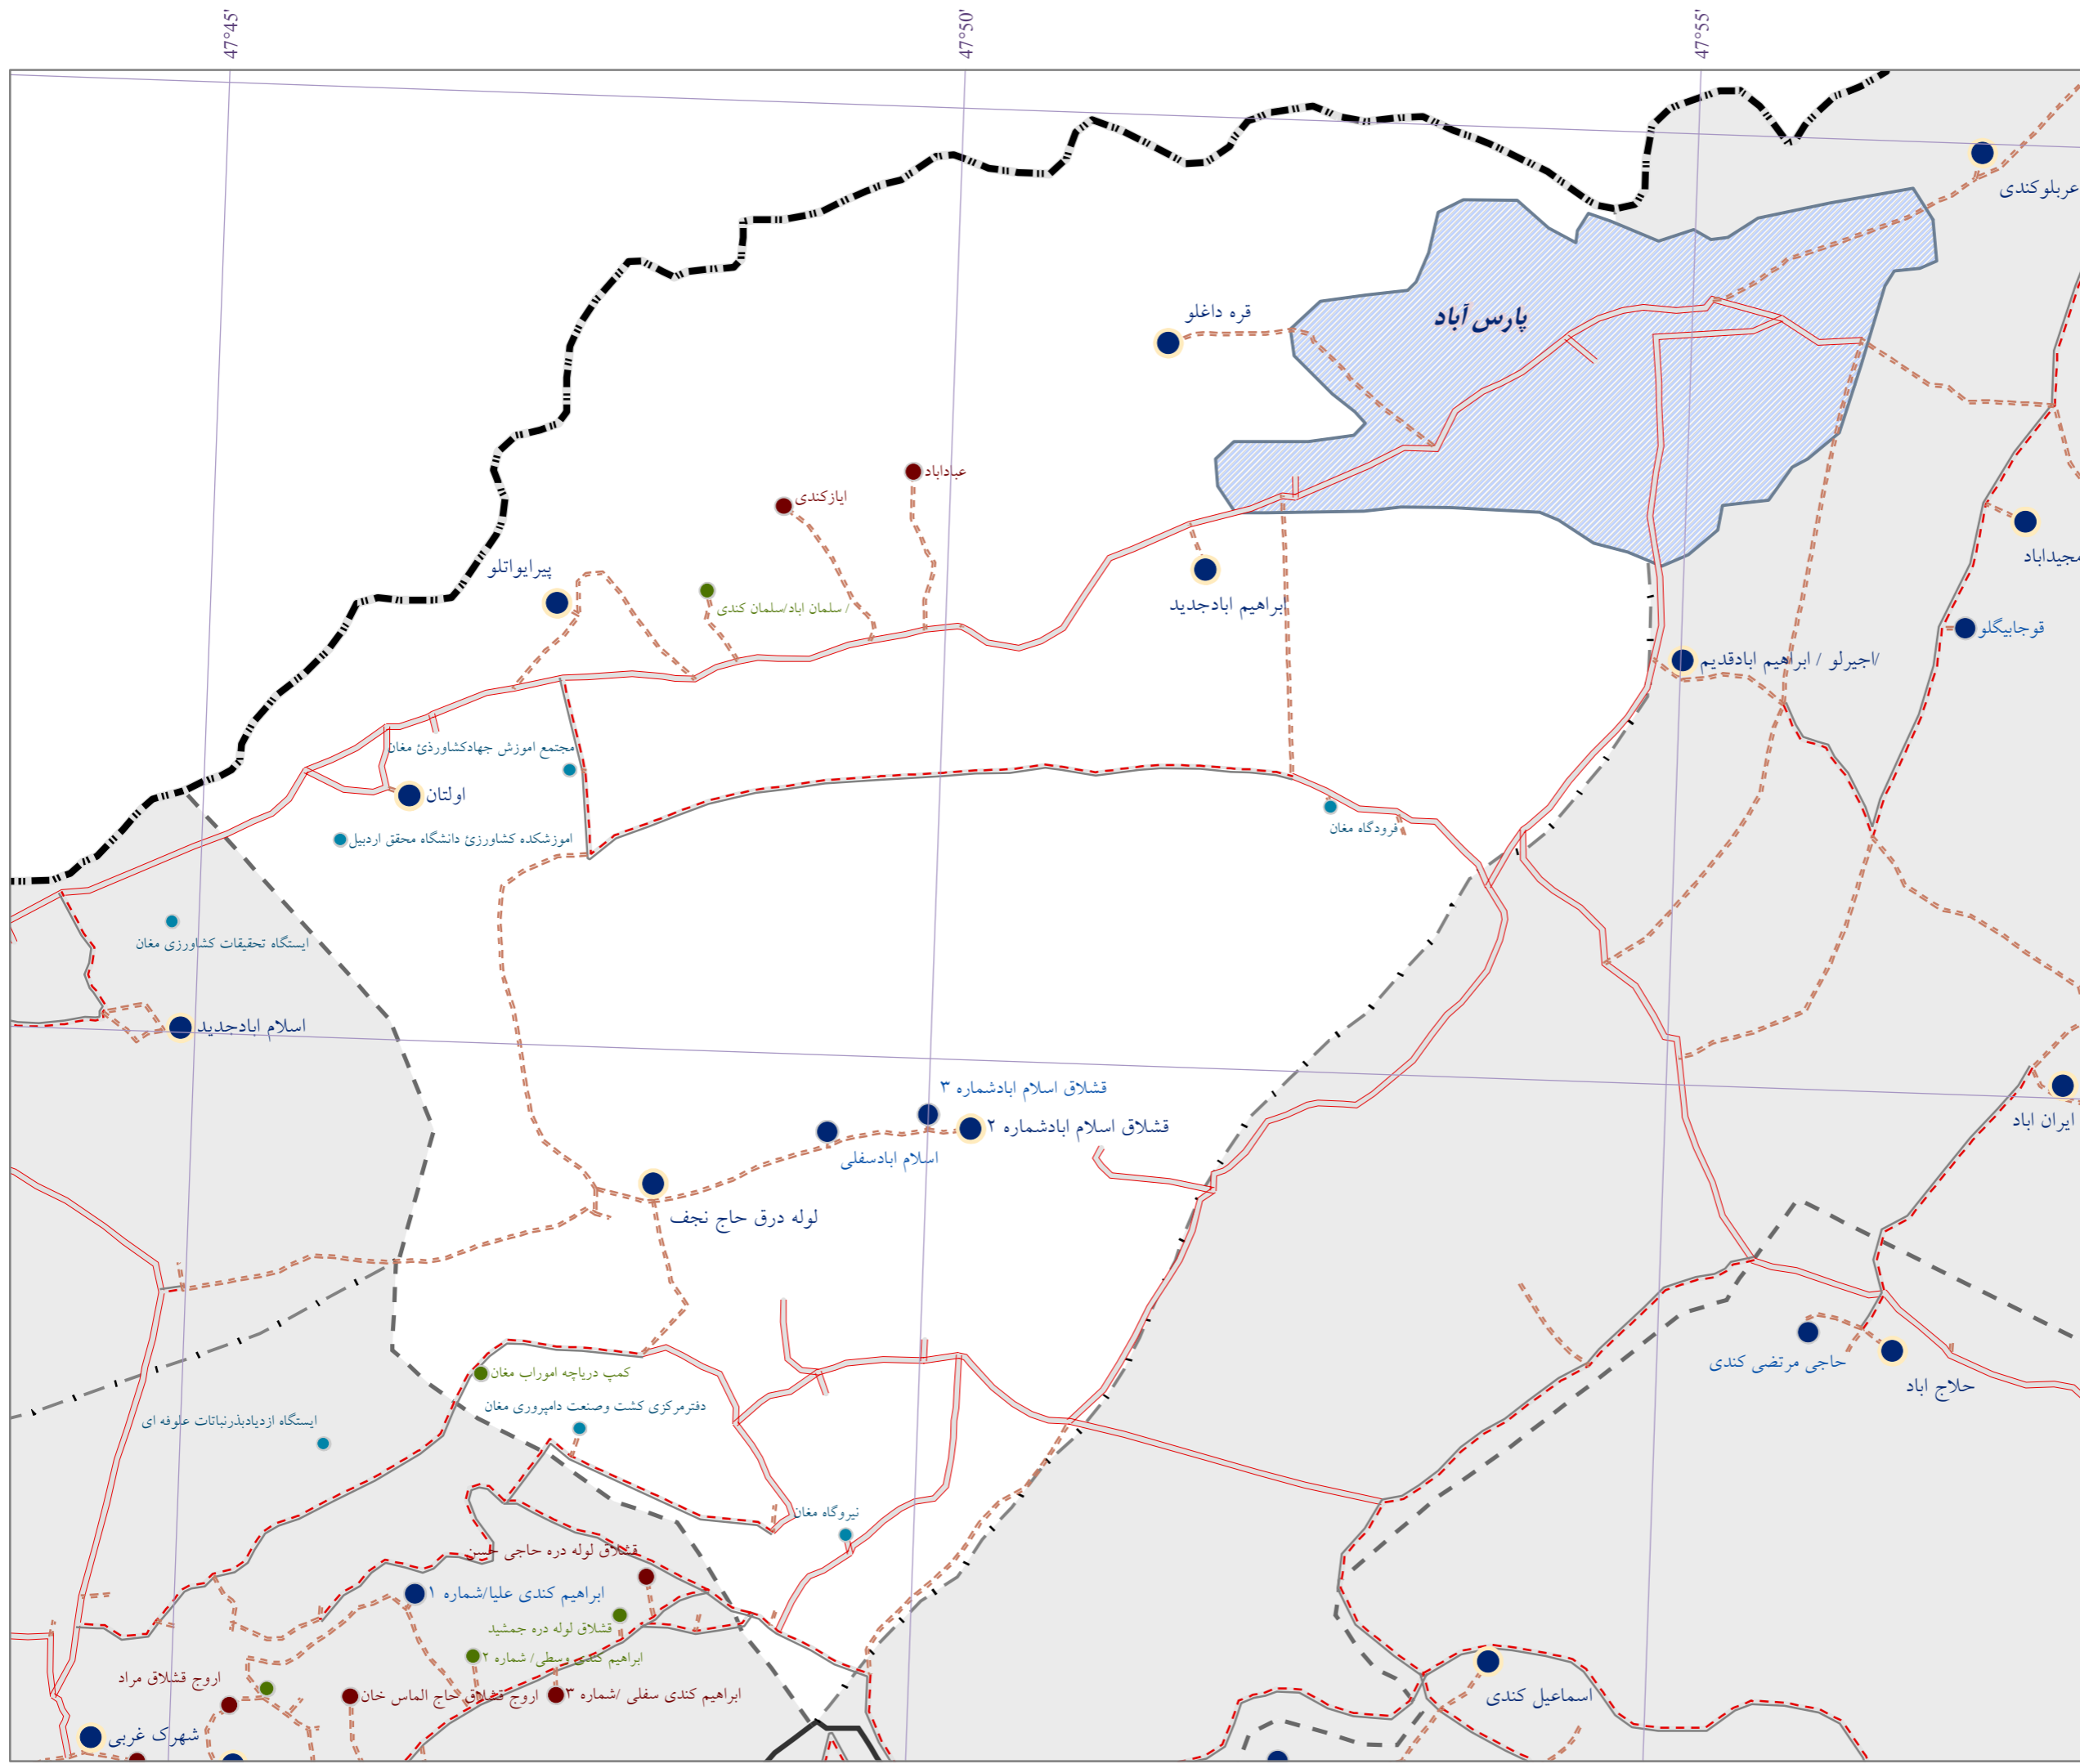 47°45'
47°50'
47°55'
عربلوکندی
قره داغلو
پارس آباد
عباداباد
ایازکندی
مجیداباد
پیرایواتلو
سلمان اباد/سلمان کندی /
ابراهیم ابادجدید
قوجابیگلو
اجیرلو / ابراهیم ابادقدیم/
مجتمع اموزش جهادکشاورذئ مغان
اولتان
فرودگاه مغان
اموزشکده کشاورزئ دانشگاه محقق اردبیل
ایستگاه تحقیقات کشاورزی مغان
اسلام ابادجدید
قشلاق اسلام ابادشماره ۳
قشلاق اسلام ابادشماره ۲
ایران اباد
اسلام ابادسفلی
لوله درق حاج نجف
حاجی مرتضی کندی
کمپ دریاچه اموراب مغان
حلاج اباد
دفترمرکزی کشت وصنعت دامپروری مغان
ایستگاه ازدیادبذرنباتات علوفه ای
نیروگاه مغان
قشلاق لوله دره حاجی حسن
ابراهیم کندی علیا/شماره ۱
قشلاق لوله دره جمشید
ابراهیم کندی وسطی/ شماره ۲
اروج قشلاق مراد
اروج قشلاق حاج الماس خان
ابراهیم کندی سفلی /شماره ۳
اسماعیل کندی
شهرک غربی